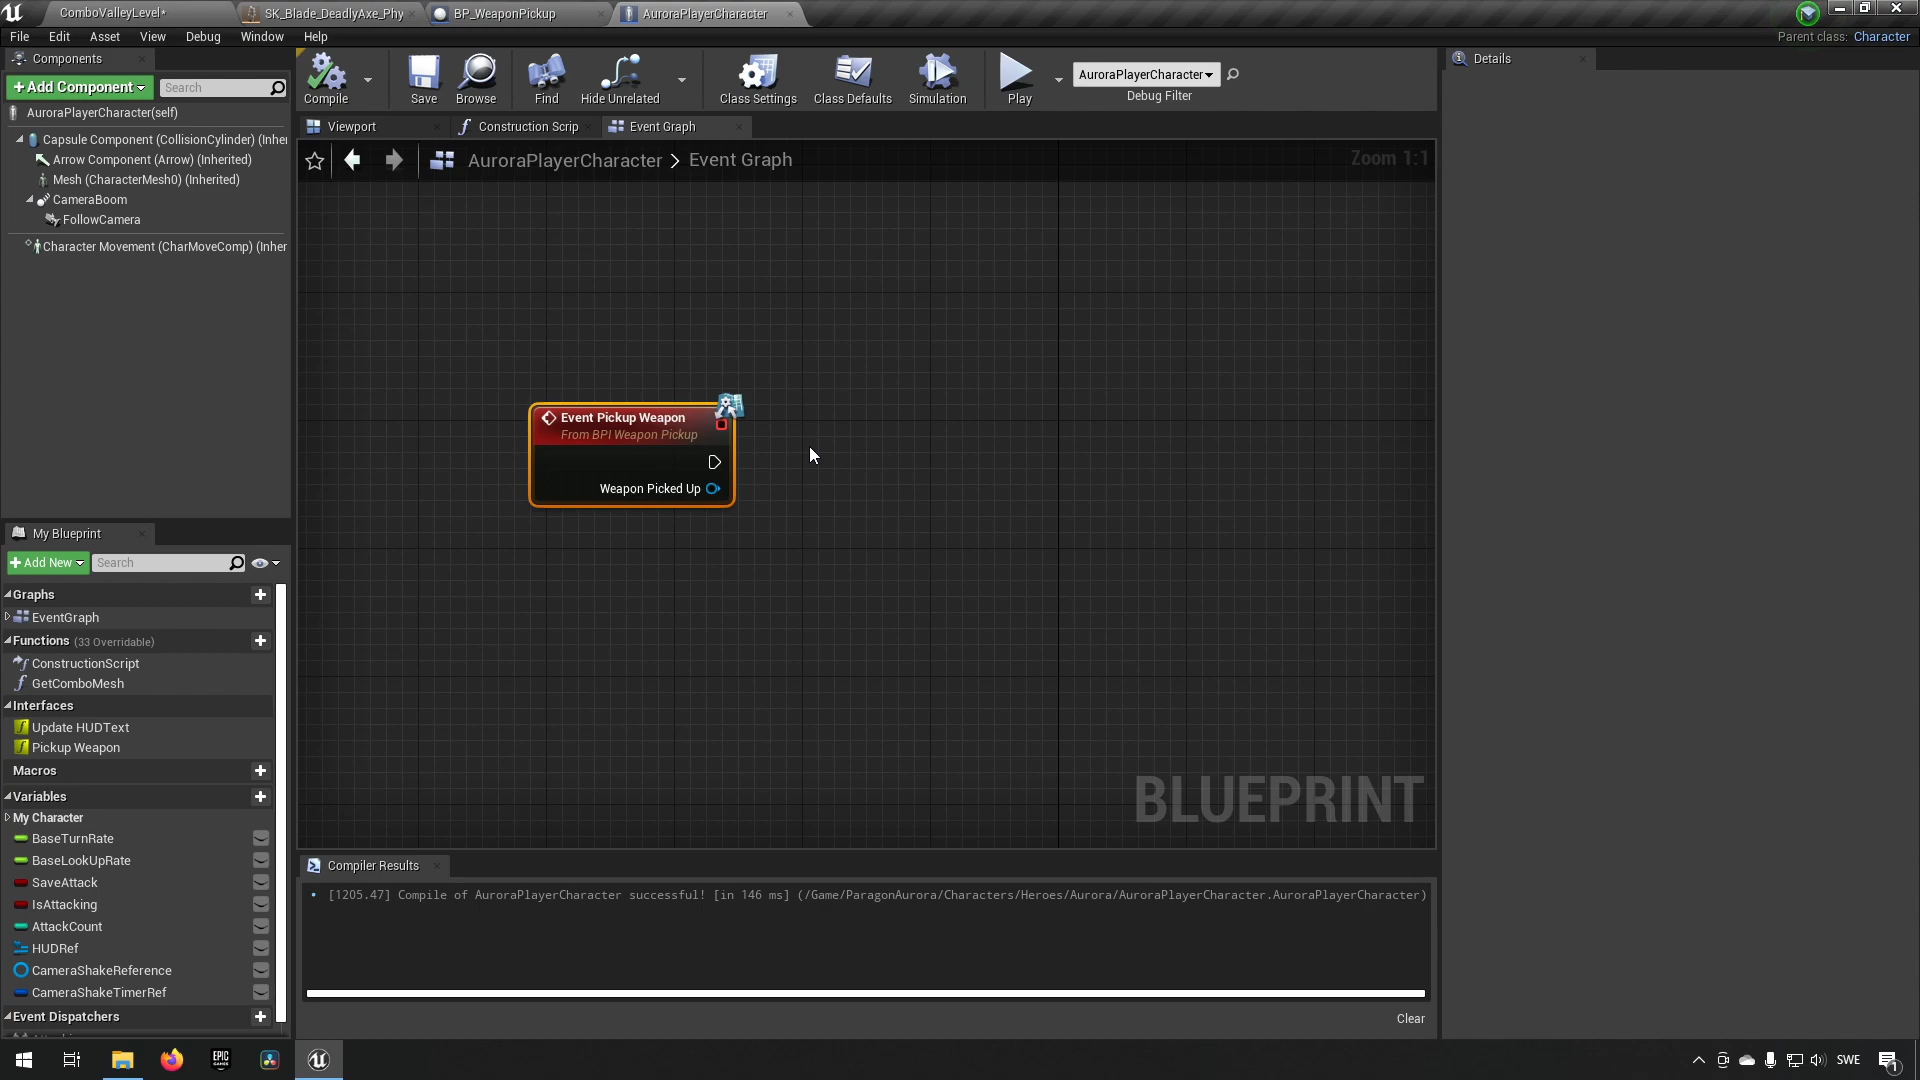 ComboValleyLevel*
SK_Blade_DeadlyAxe_Phy
BP_WeaponPickup
AuroraPlayerCharacter
File Edit Asset View Debug Window Help
Parent class: Character
Components
Details
+Add Component
Search
Compile
Save
Browse
Find
Hide Unrelated
Class Settings
Class Defaults
Simulation
Play
AuroraPlayerCharacter
Debug Filter
AuroraPlayerCharacter(self)
Viewport
Construction Scrip
Event Graph
Capsule Component (CollisionCylinder) (Inher
Arrow Component (Arrow) (Inherited)
Mesh (CharacterMesh0) (Inherited)
CameraBoom
FollowCamera
Character Movement (CharMoveComp) (Inher
AuroraPlayerCharacter > Event Graph
Zoom 1:1
Event Pickup Weapon
From BPI Weapon Pickup
Weapon Picked Up
BLUEPRINT
My Blueprint
+Add New
Search
Graphs
EventGraph
Functions (33 Overridable)
ConstructionScript
GetComboMesh
Interfaces
Update HUDText
Pickup Weapon
Macros
Variables
My Character
BaseTurnRate
BaseLookUpRate
SaveAttack
IsAttacking
AttackCount
HUDRef
CameraShakeReference
CameraShakeTimerRef
Event Dispatchers
Compiler Results
[1205.47] Compile of AuroraPlayerCharacter successful! [in 146 ms] (/Game/ParagonAurora/Characters/Heroes/Aurora/AuroraPlayerCharacter.AuroraPlayerCharacter)
Clear
EPIC
GAMES
SWE
1